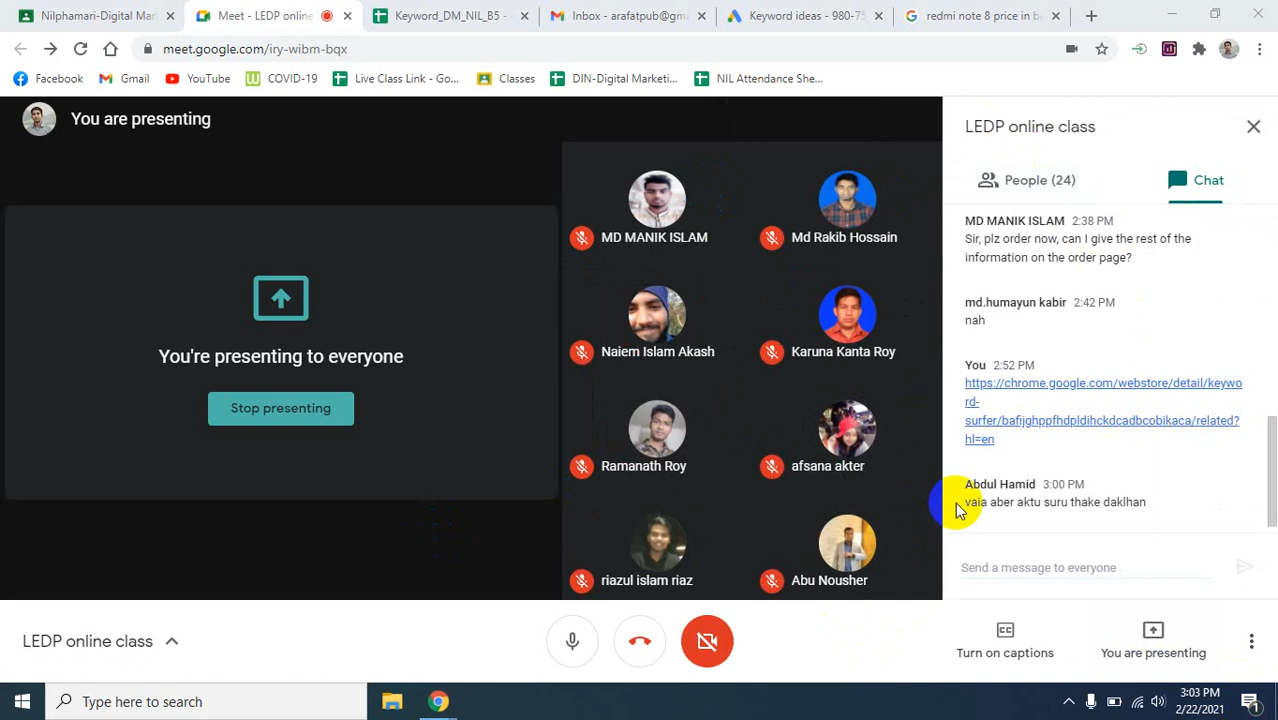 Nilphamari-Digital Mar
Meet - LEDP online
Keyword_DM_NIL_B5 -
Inbox - arafatpub@gm
Keyword ideas - 980-75
redmi note 8 price in b
meet.google.com/iry-wibm-bqx
Facebook
Gmail
YouTube
COVID-19
Live Class Link - Go...
Classes
DIN-Digital Marketi...
NIL Attendance She...
You are presenting
LEDP online class
People (24)
Chat
You're presenting to everyone
Stop presenting
MD MANIK ISLAM
Md Rakib Hossain
Naiem Islam Akash
Karuna Kanta Roy
Ramanath Roy
afsana akter
riazul islam riaz
Abu Nousher
MD MANIK ISLAM 2:38 PM
Sir, plz order now, can I give the rest of the
information on the order page?
md.humayun kabir 2:42 PM
nah
You 2:52 PM
https://chrome.google.com/webstore/detail/keywo
rd-
surfer/bafijghppfhdpldihckdcadbcobikaca/related?
hl=en
Abdul Hamid 3:00 PM
vaia aber aktu suru thake daklhan
Send a message to everyone
LEDP online class
CC
Turn on captions
You are presenting
Type here to search
3:03 PM
2/22/2021
1